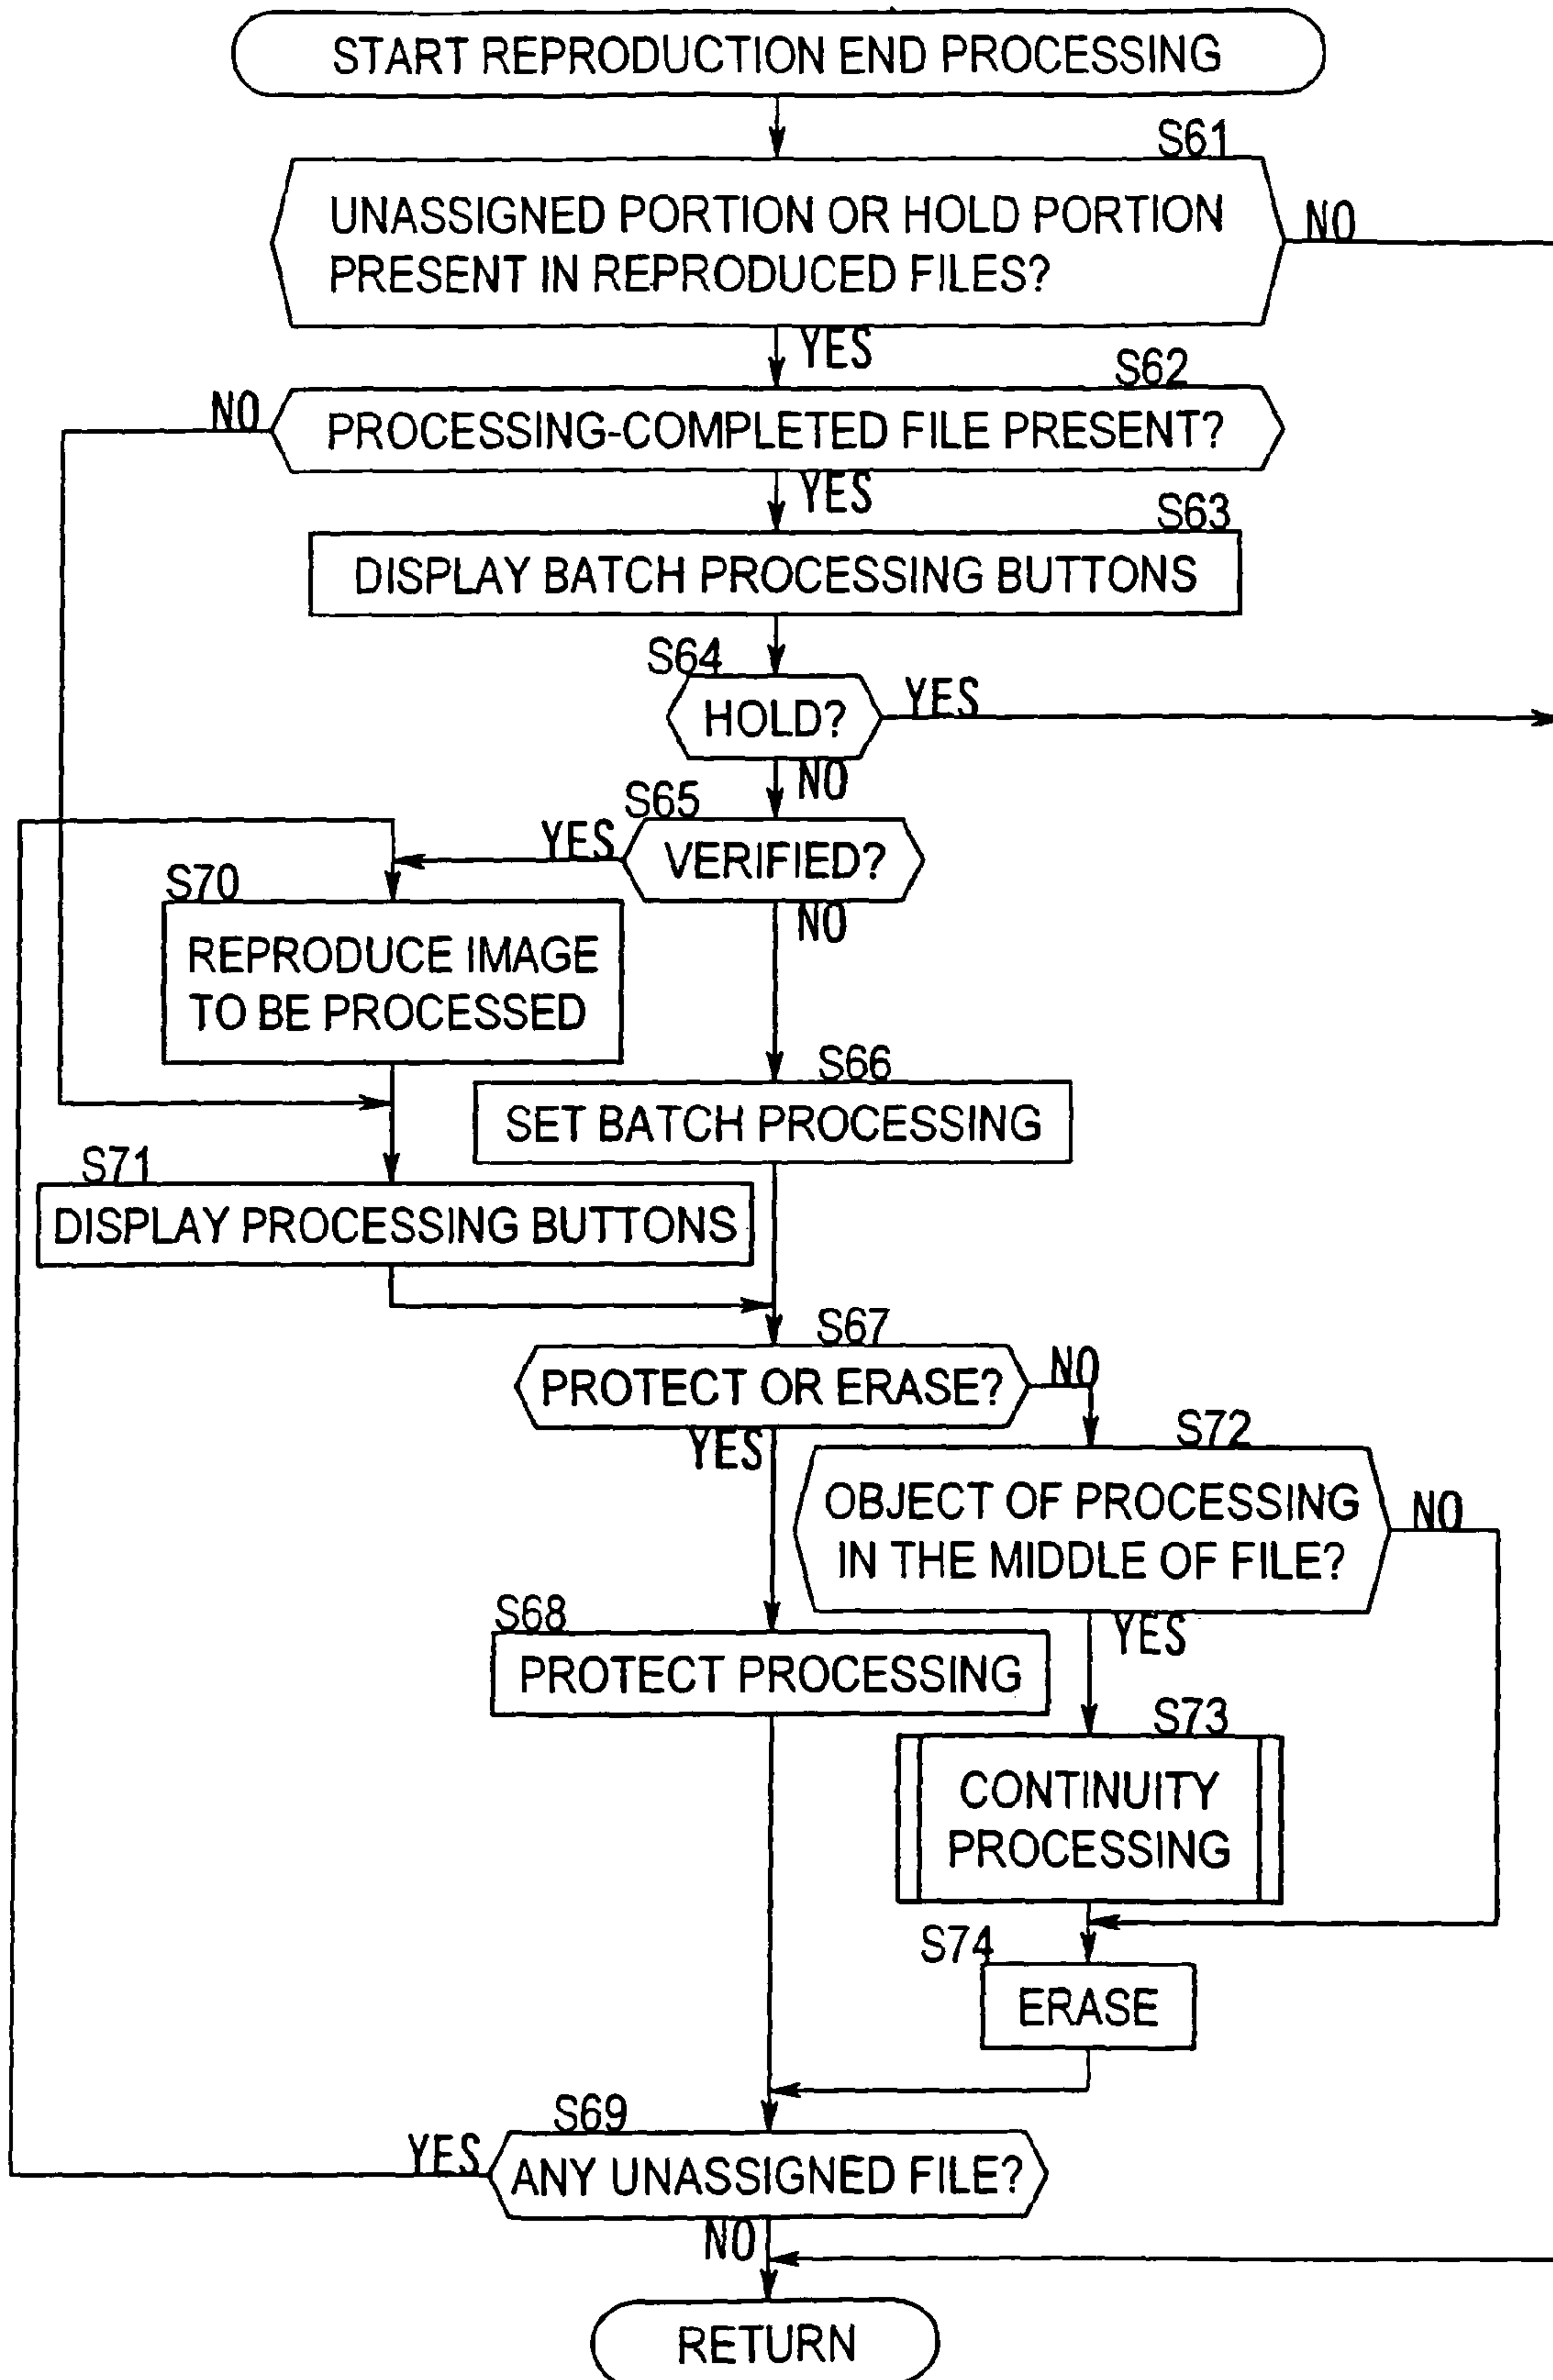 START REPRODUCTION END PROCESSING
S61
UNASSIGNED PORTION OR HOLD PORTION
PRESENT IN REPRODUCED FILES?
NO
YES
S62
NO
PROCESSING-COMPLETED FILE PRESENT?
YES
S63
DISPLAY BATCH PROCESSING BUTTONS
S64
HOLD?
YES
NO
S65
YES
VERIFIED?
NO
S70
REPRODUCE IMAGE
TO BE PROCESSED
S66
SET BATCH PROCESSING
S71
DISPLAY PROCESSING BUTTONS
S67
PROTECT OR ERASE?
NO
YES
S72
OBJECT OF PROCESSING
IN THE MIDDLE OF FILE?
NO
YES
S68
PROTECT PROCESSING
S73
CONTINUITY
PROCESSING
S74
ERASE
S69
YES
ANY UNASSIGNED FILE?
NO
RETURN